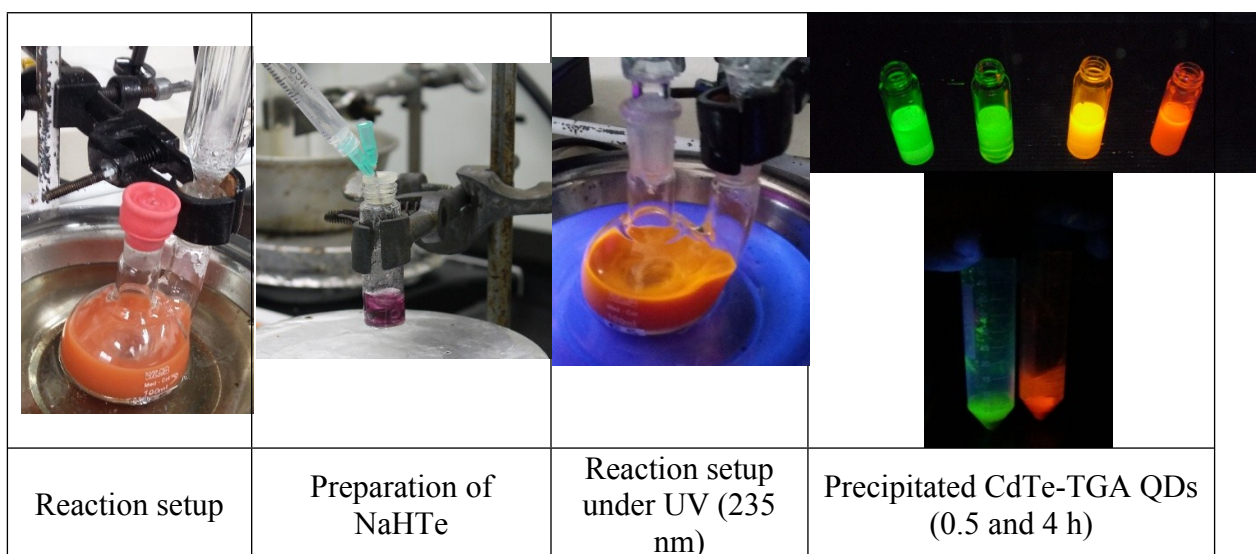 Reaction setup
Preparation of
NaHTe
Reaction setup
under UV (235
nm)
Precipitated CdTe-TGA QDs
(0.5 and 4 h)
100ml